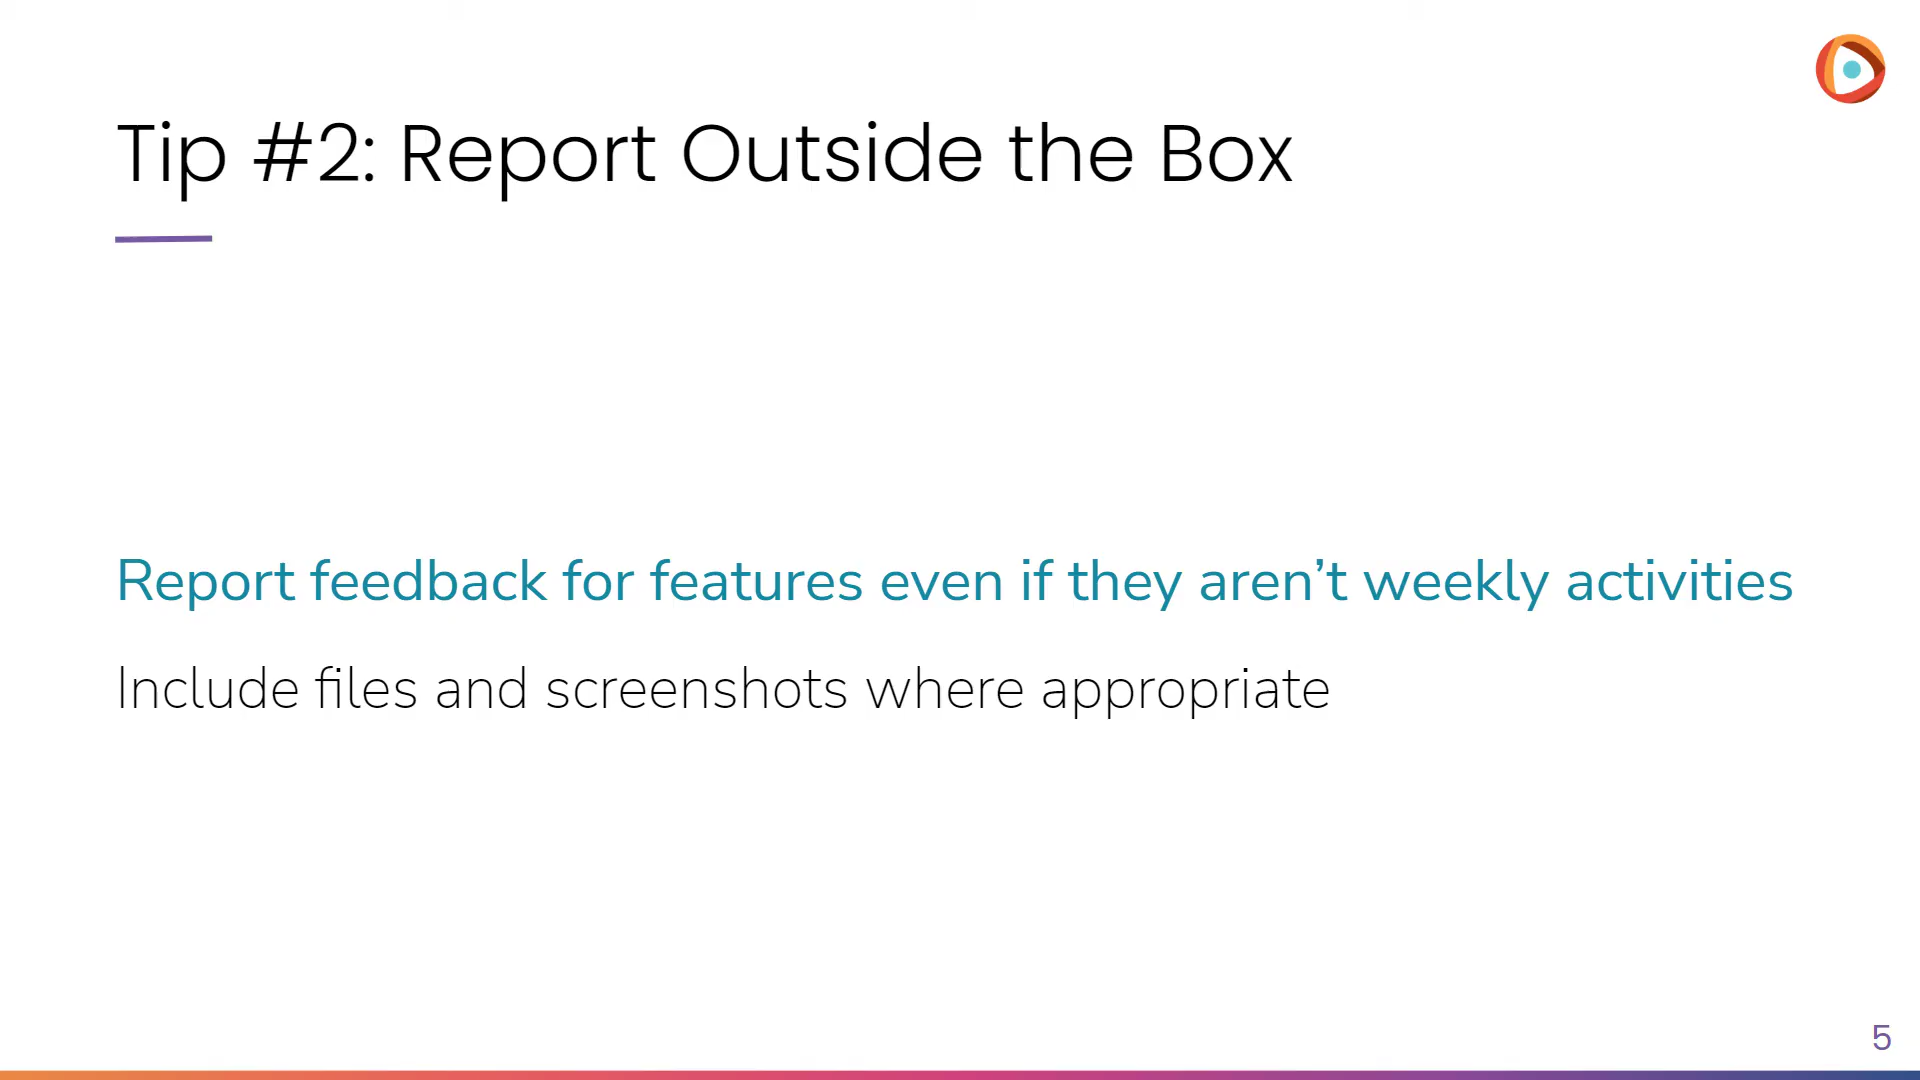 Tip #2: Report Outside the Box
Report feedback for features even if they aren’t weekly activities
Include files and screenshots where appropriate
5